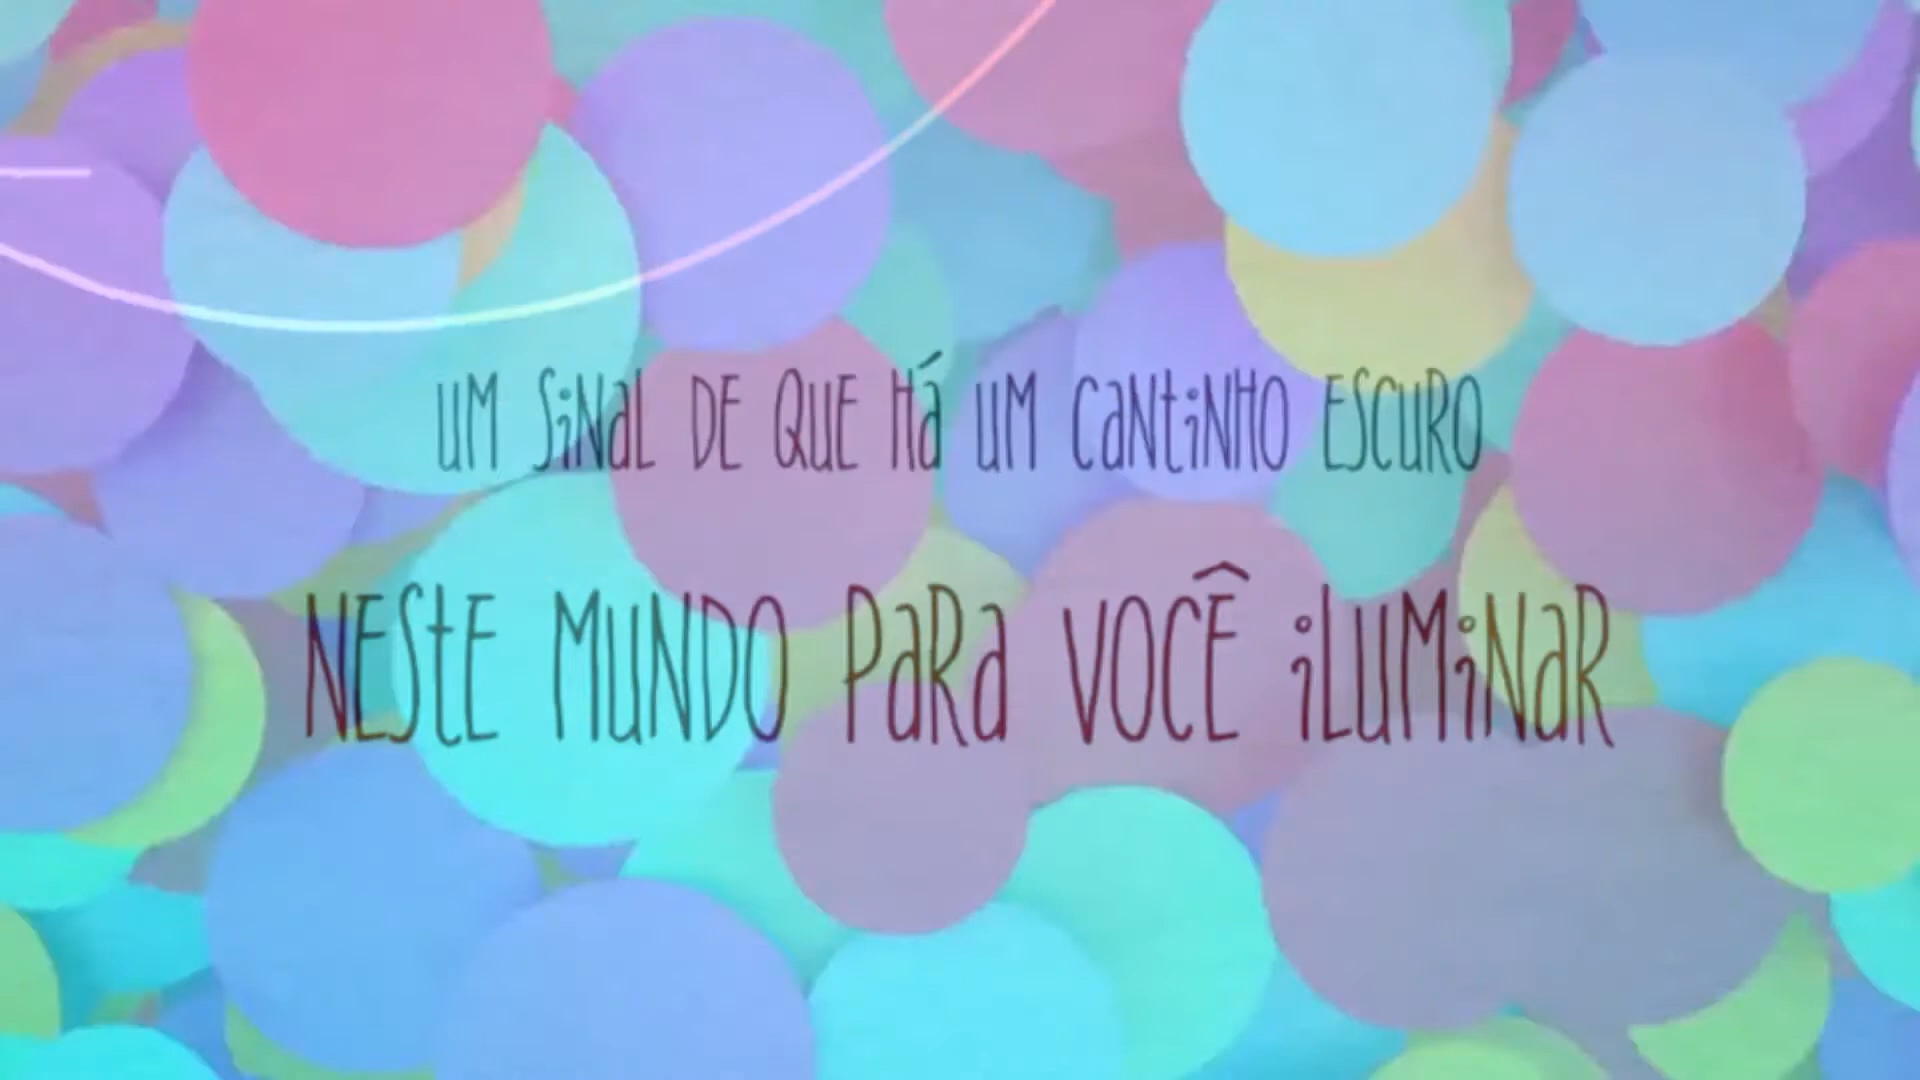 UM SINAL DE QUE HÁ UM CANTINHO ESCURO
NESTE MUNDO PARA VOCÊ ILUMINAR